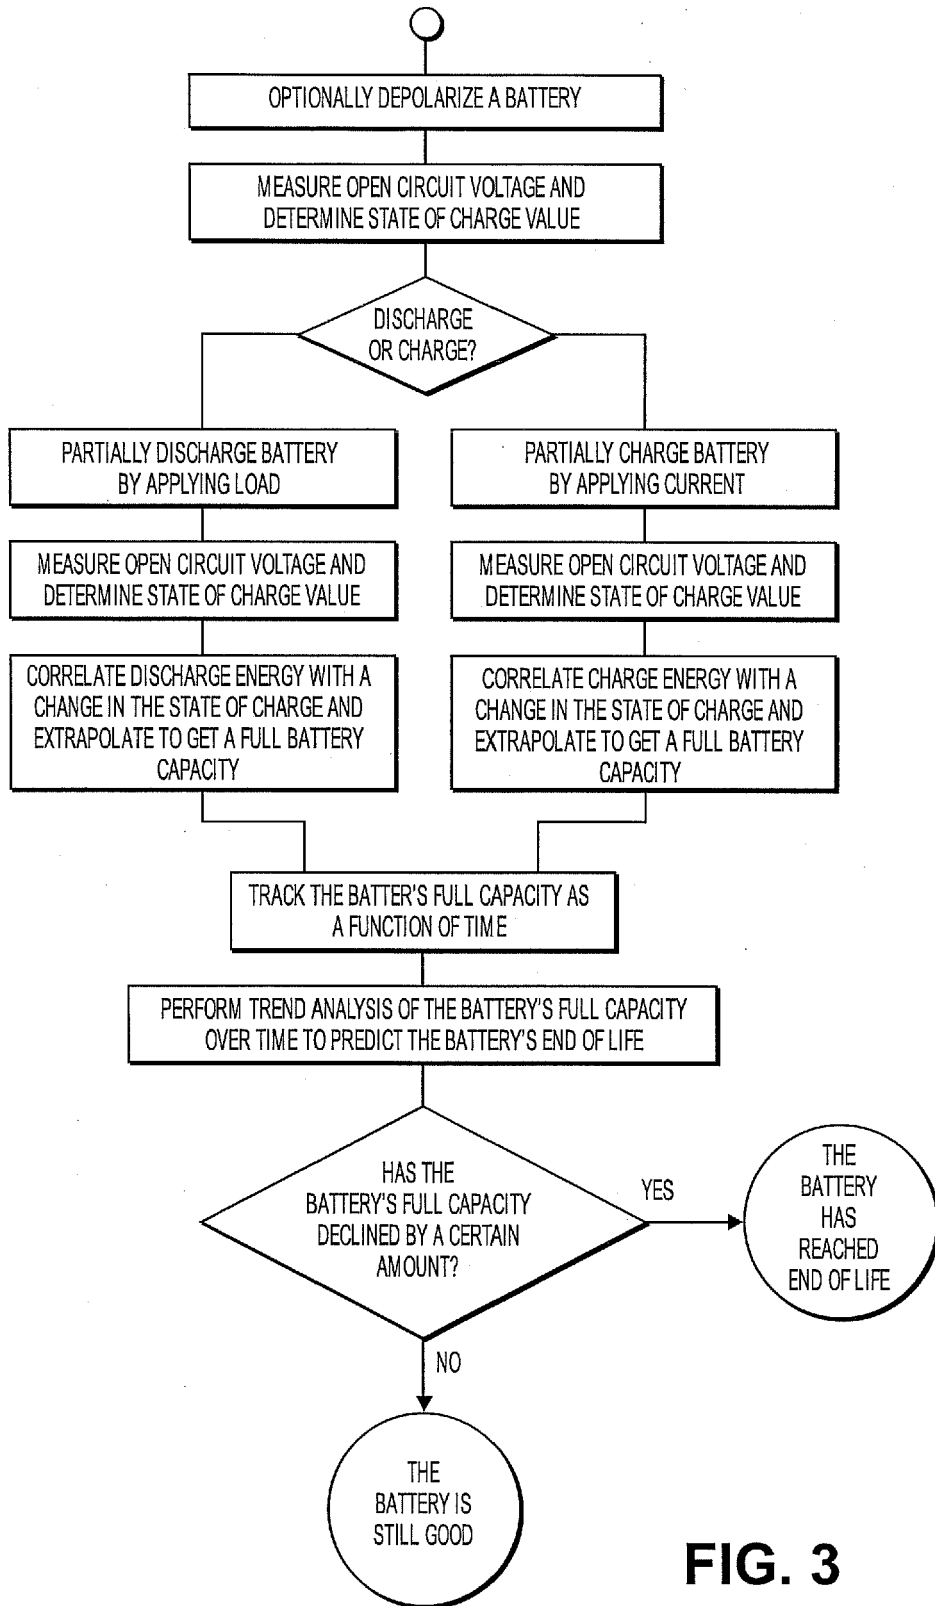 OPTIONALLY DEPOLARIZE A BATTERY
MEASURE OPEN CIRCUIT VOLTAGE AND
DETERMINE STATE OF CHARGE VALUE
DISCHARGE
OR CHARGE?
PARTIALLY DISCHARGE BATTERY
BY APPLYING LOAD
MEASURE OPEN CIRCUIT VOLTAGE AND
DETERMINE STATE OF CHARGE VALUE
CORRELATE DISCHARGE ENERGY WITH A
CHANGE IN THE STATE OF CHARGE AND
EXTRAPOLATE TO GET A FULL BATTERY
CAPACITY
PARTIALLY CHARGE BATTERY
BY APPLYING CURRENT
MEASURE OPEN CIRCUIT VOLTAGE AND
DETERMINE STATE OF CHARGE VALUE
CORRELATE CHARGE ENERGY WITH A
CHANGE IN THE STATE OF CHARGE AND
EXTRAPOLATE TO GET A FULL BATTERY
CAPACITY
TRACK THE BATTER'S FULL CAPACITY AS
A FUNCTION OF TIME
PERFORM TREND ANALYSIS OF THE BATTERY'S FULL CAPACITY
OVER TIME TO PREDICT THE BATTERY'S END OF LIFE
HAS THE
BATTERY'S FULL CAPACITY
DECLINED BY A CERTAIN
AMOUNT?
YES
THE
BATTERY
HAS
REACHED
END OF LIFE
NO
THE
BATTERY IS
STILL GOOD
FIG. 3